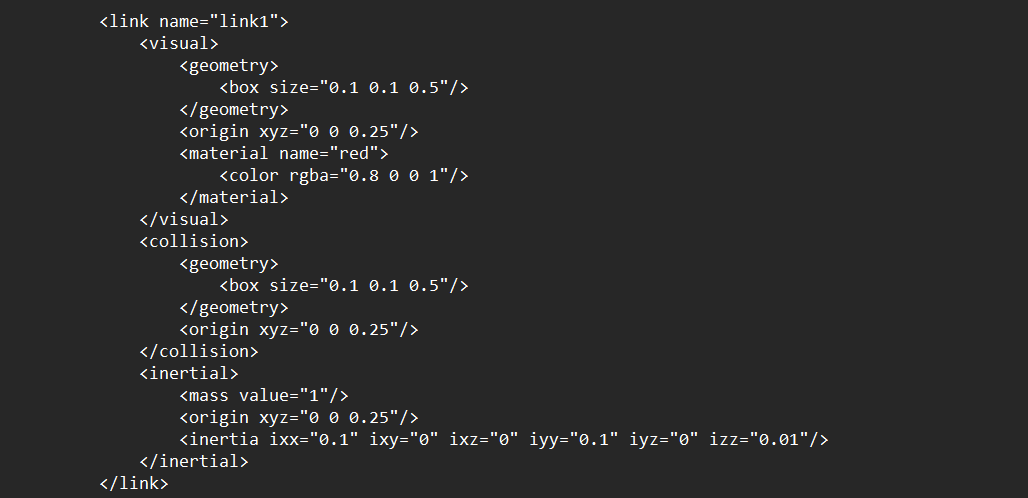 <link name="link1">
    <visual>
        <geometry>
            <box size="0.1 0.1 0.5"/>
        </geometry>
        <origin xyz="0 0 0.25"/>
        <material name="red">
            <color rgba="0.8 0 0 1"/>
        </material>
    </visual>
    <collision>
        <geometry>
            <box size="0.1 0.1 0.5"/>
        </geometry>
        <origin xyz="0 0 0.25"/>
    </collision>
    <inertial>
        <mass value="1"/>
        <origin xyz="0 0 0.25"/>
        <inertia ixx="0.1" ixy="0" ixz="0" iyy="0.1" iyz="0" izz="0.01"/>
    </inertial>
</link>